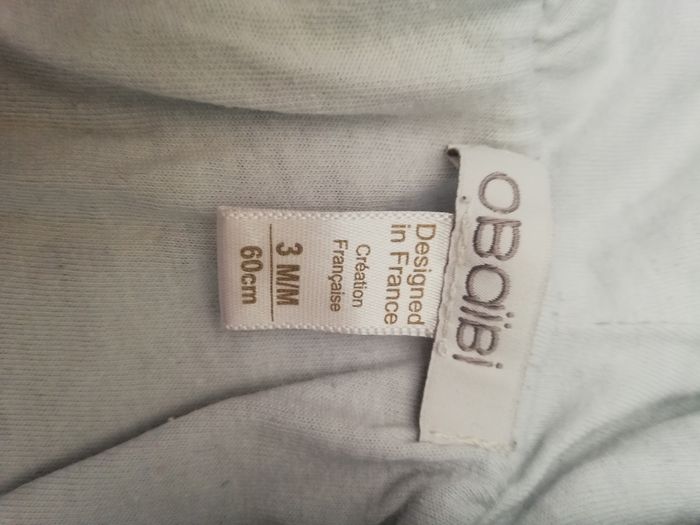 oBaïBi
Designed
in France
Création
Française
3 M/M
60cm